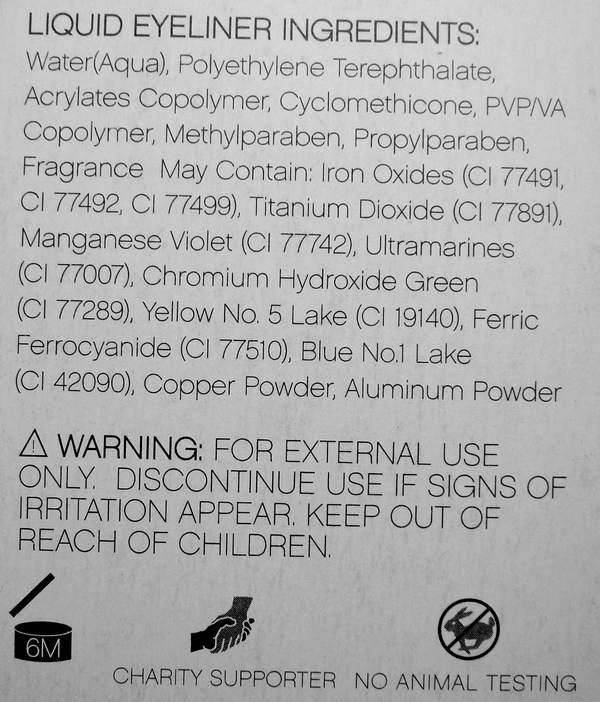 LIQUID EYELINER INGREDIENTS:
Water(Aqua), Polyethylene Terephthalate,
Acrylates Copolymer, Cyclomethicone, PVP/VA
Copolymer, Methylparaben, Propylparaben,
Fragrance May Contain: Iron Oxides (CI 77491,
CI 77492, CI 77499), Titanium Dioxide (CI 77891),
Manganese Violet (CI 77742), Ultramarines
(CI 77007), Chromium Hydroxide Green
(CI 77289), Yellow No. 5 Lake (CI 19140), Ferric
Ferrocyanide (CI 77510), Blue No.1 Lake
(CI 42090), Copper Powder, Aluminum Powder
⚠ WARNING: FOR EXTERNAL USE
ONLY. DISCONTINUE USE IF SIGNS OF
IRRITATION APPEAR. KEEP OUT OF
REACH OF CHILDREN.
6M
CHARITY SUPPORTER NO ANIMAL TESTING